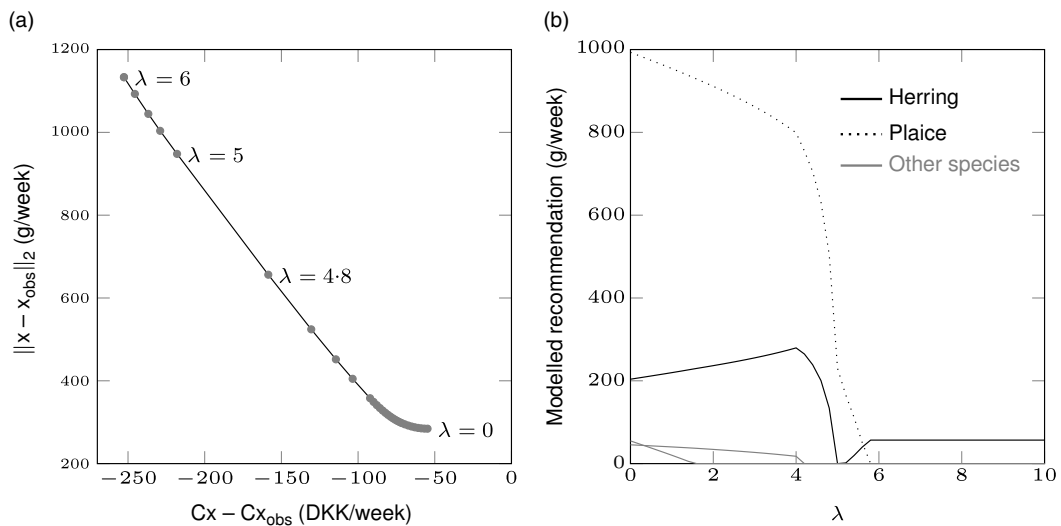 (a)
1200
1000
800
600
400
200
−250
−200
−150
−100
−50
0
||x – x_obs||₂ (g/week)
Cx – Cx_obs (DKK/week)
λ = 6
λ = 5
λ = 4·8
λ = 0
(b)
1000
800
600
400
200
0
0
2
4
6
8
10
Modelled recommendation (g/week)
λ
Herring
Plaice
Other species